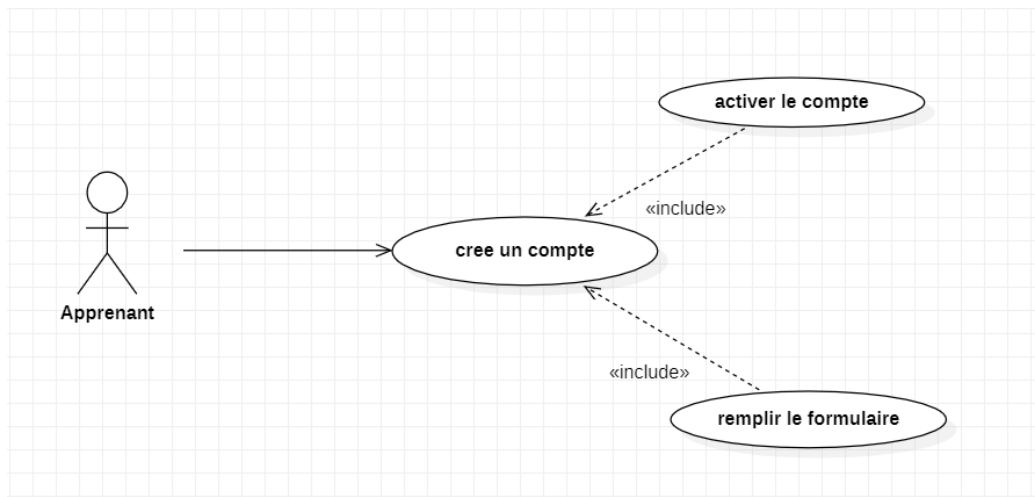 activer le compte
«include»
cree un compte
Apprenant
«include»
remplir le formulaire